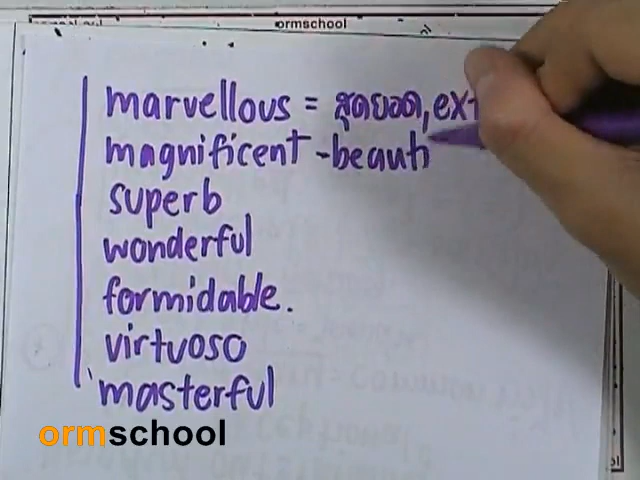 ormschool
marvellous = สุดยอด, ext
magnificent -beauti
superb
wonderful
formidable.
virtuoso
masterful
ormschool